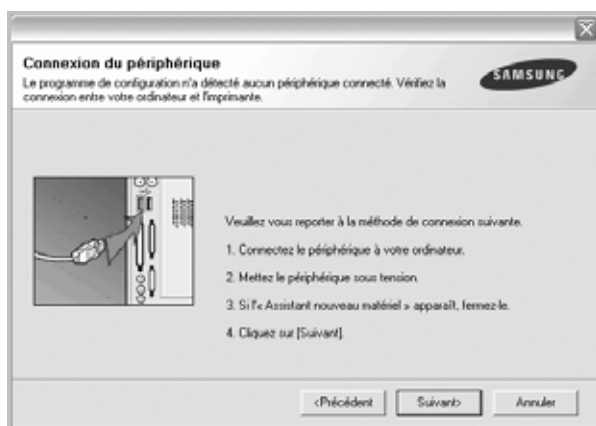 Connexion du périphérique
Le programme de configuration n'a détecté aucun périphérique connecté. Vérifiez la
connexion entre votre ordinateur et l'imprimante.
SAMSUNG
Veuillez vous reporter à la méthode de connexion suivante.
1. Connectez le périphérique à votre ordinateur.
2. Mettez le périphérique sous tension.
3. Si l'« Assistant nouveau matériel » apparaît, fermez-le.
4. Cliquez sur [Suivant].
<Précédent
Suivant>
Annuler